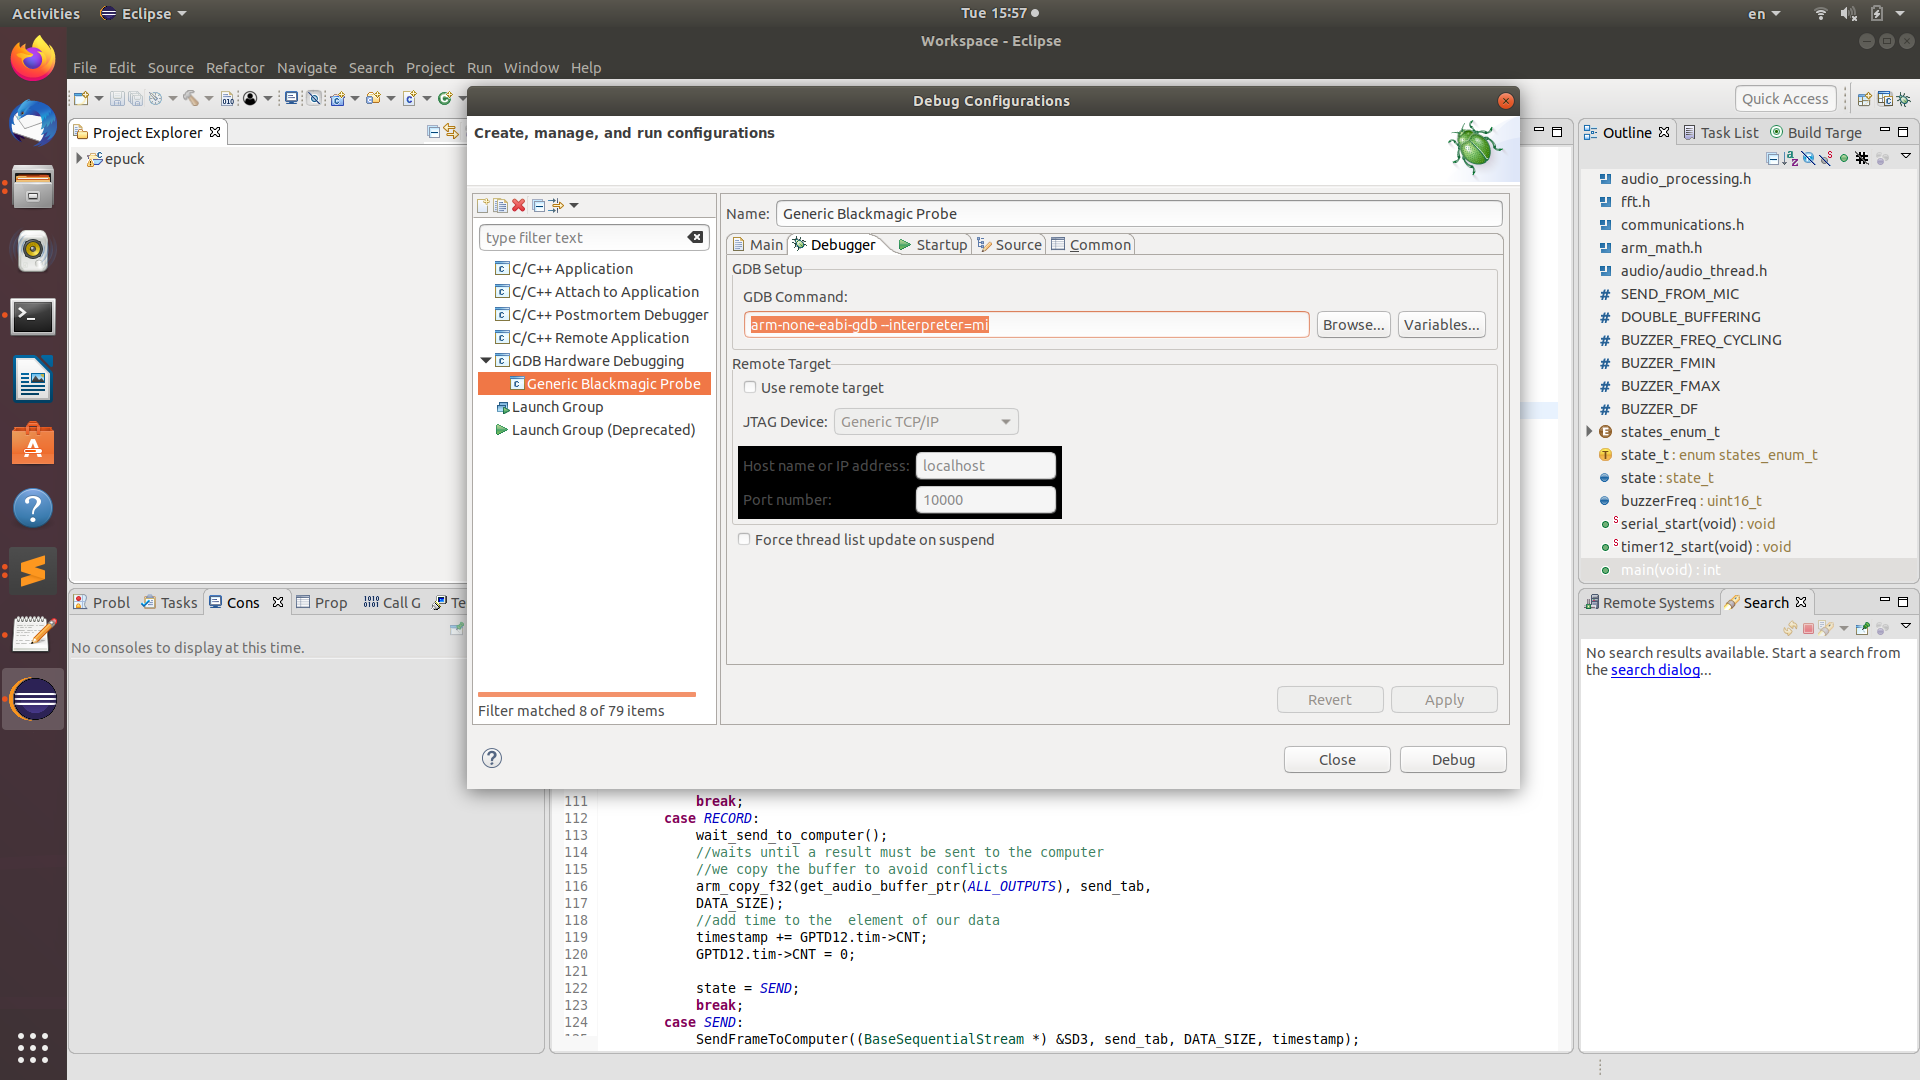 Activities
Eclipse
Tue 15:57
en
Workspace - Eclipse
File Edit Source Refactor Navigate Search Project Run Window Help
Quick Access
Project Explorer
epuck
Debug Configurations
Create, manage, and run configurations
type filter text
C/C++ Application
C/C++ Attach to Application
C/C++ Postmortem Debugger
C/C++ Remote Application
GDB Hardware Debugging
Generic Blackmagic Probe
Launch Group
Launch Group (Deprecated)
Filter matched 8 of 79 items
Name: Generic Blackmagic Probe
Main Debugger Startup Source Common
GDB Setup
GDB Command:
arm-none-eabi-gdb --interpreter=mi
Browse... Variables...
Remote Target
Use remote target
JTAG Device: Generic TCP/IP
Host name or IP address: localhost
Port number: 10000
Force thread list update on suspend
Revert Apply
Close Debug
Outline Task List Build Targe
audio_processing.h
fft.h
communications.h
arm_math.h
audio/audio_thread.h
SEND_FROM_MIC
DOUBLE_BUFFERING
BUZZER_FREQ_CYCLING
BUZZER_FMIN
BUZZER_FMAX
BUZZER_DF
states_enum_t
state_t : enum states_enum_t
state : state_t
buzzerFreq : uint16_t
serial_start(void) : void
timer12_start(void) : void
main(void) : int
Probl Tasks Cons Prop Call G Te
No consoles to display at this time.
Remote Systems Search
No search results available. Start a search from
the search dialog...
111 break;
112 case RECORD:
113 wait_send_to_computer();
114 //waits until a result must be sent to the computer
115 //we copy the buffer to avoid conflicts
116 arm_copy_f32(get_audio_buffer_ptr(ALL_OUTPUTS), send_tab,
117 DATA_SIZE);
118 //add time to the  element of our data
119 timestamp += GPTD12.tim->CNT;
120 GPTD12.tim->CNT = 0;
121
122 state = SEND;
123 break;
124 case SEND:
SendFrameToComputer((BaseSequentialStream *) &SD3, send_tab, DATA_SIZE, timestamp);